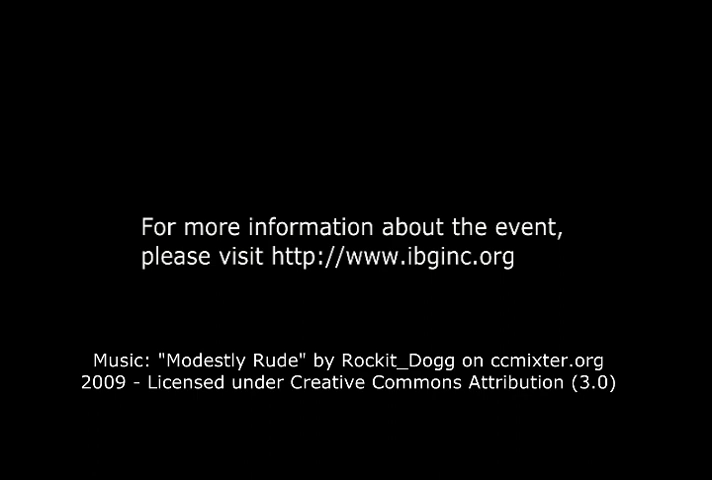 For more information about the event,
please visit http://www.ibginc.org
Music: "Modestly Rude" by Rockit_Dogg on ccmixter.org
2009 - Licensed under Creative Commons Attribution (3.0)